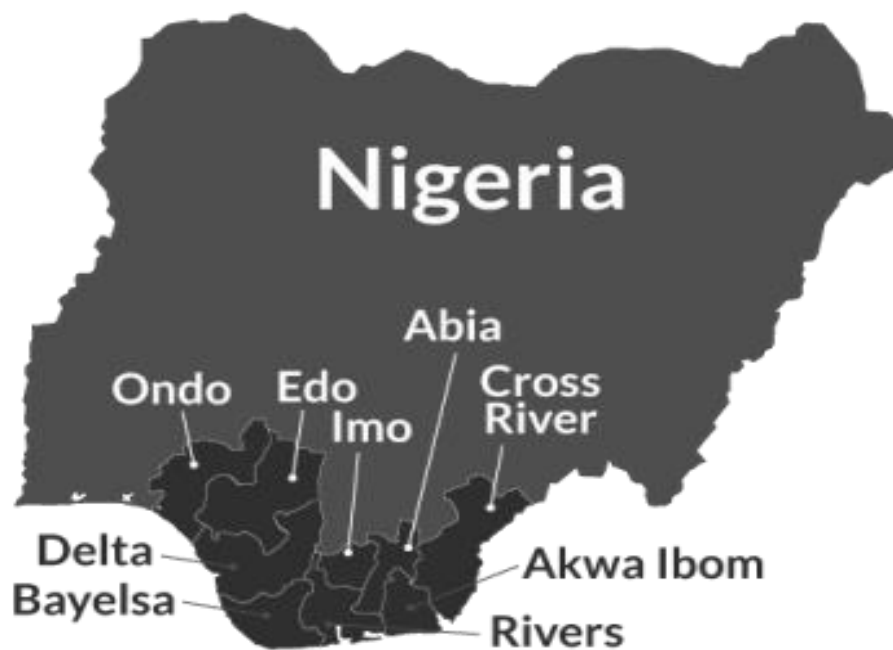 Nigeria
Abia
Ondo
Edo
Imo
Cross
River
Delta
Bayelsa
Akwa Ibom
Rivers